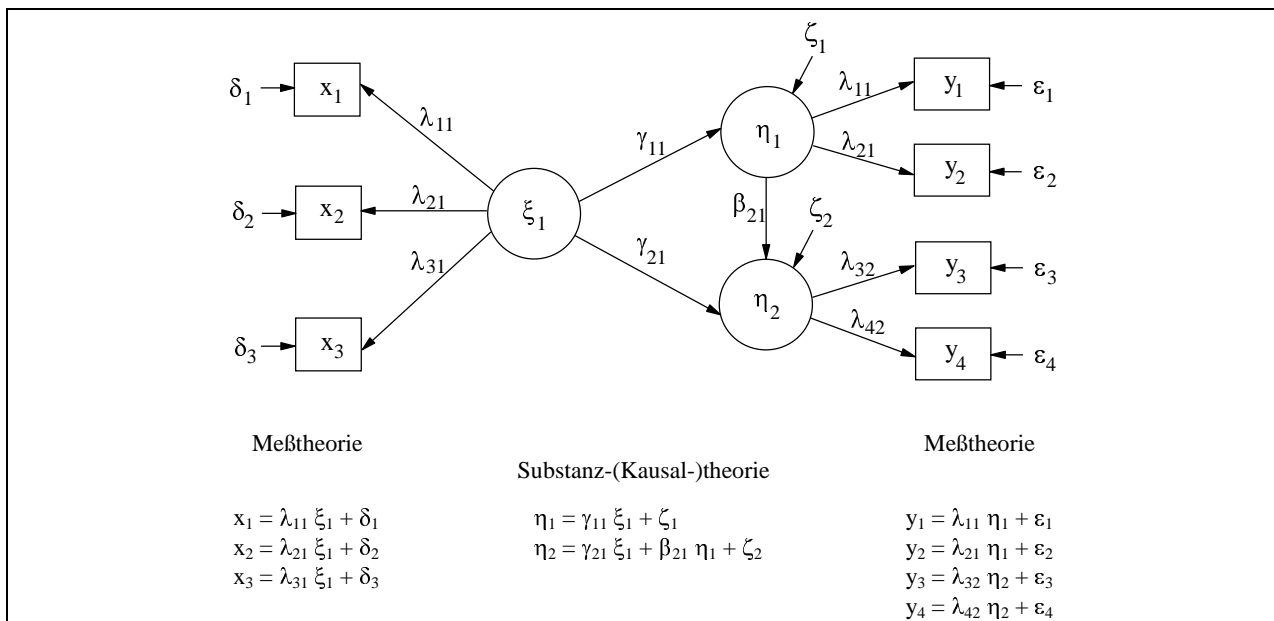 ζ₁
δ₁ x₁ λ₁₁ λ₁₁ y₁ ε₁
λ₁₁ γ₁₁ η₁ λ₂₁ y₂ ε₂
δ₂ x₂ λ₂₁ ξ₁ β₂₁ ζ₂
λ₃₁ γ₂₁ λ₃₂ y₃ ε₃
η₂
δ₃ x₃ λ₄₂ y₄ ε₄
Meßtheorie
Substanz-(Kausal-)theorie
Meßtheorie
x₁ = λ₁₁ ξ₁ + δ₁
x₂ = λ₂₁ ξ₁ + δ₂
x₃ = λ₃₁ ξ₁ + δ₃
η₁ = γ₁₁ ξ₁ + ζ₁
η₂ = γ₂₁ ξ₁ + β₂₁ η₁ + ζ₂
y₁ = λ₁₁ η₁ + ε₁
y₂ = λ₂₁ η₁ + ε₂
y₃ = λ₃₂ η₂ + ε₃
y₄ = λ₄₂ η₂ + ε₄